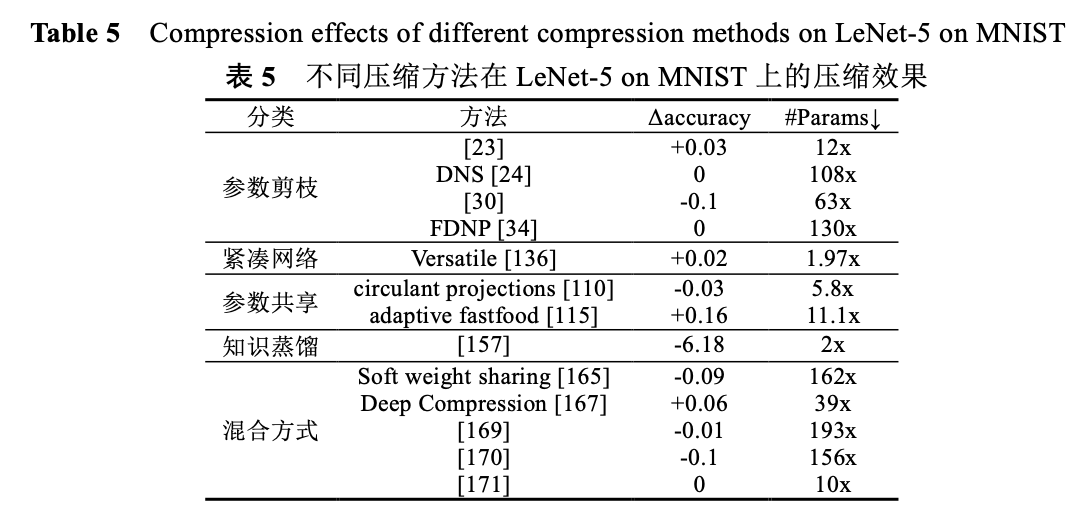 Table 5 Compression effects of different compression methods on LeNet-5 on MNIST
表 5 不同压缩方法在 LeNet-5 on MNIST 上的压缩效果
分类 方法 Δaccuracy #Params↓
参数剪枝 [23] +0.03 12x
DNS [24] 0 108x
[30] -0.1 63x
FDNP [34] 0 130x
紧凑网络 Versatile [136] +0.02 1.97x
参数共享 circulant projections [110] -0.03 5.8x
adaptive fastfood [115] +0.16 11.1x
知识蒸馏 [157] -6.18 2x
混合方式 Soft weight sharing [165] -0.09 162x
Deep Compression [167] +0.06 39x
[169] -0.01 193x
[170] -0.1 156x
[171] 0 10x